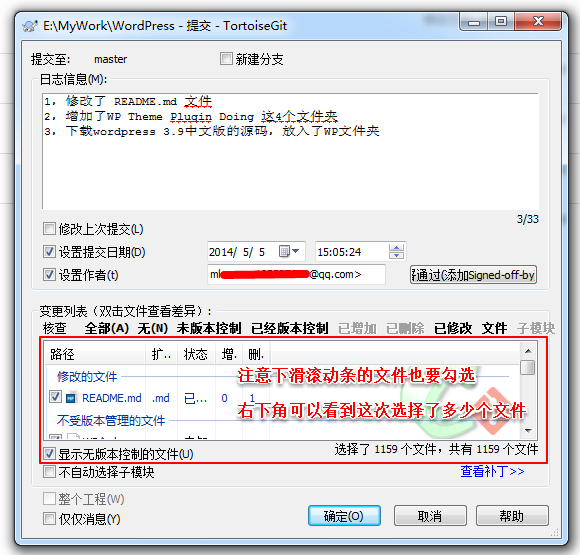 E:\MyWork\WordPress - 提交 - TortoiseGit
提交至: master 新建分支
日志信息(M):
1, 修改了 README.md 文件
2, 增加了WP Theme Plugin Doing 这4个文件夹
3, 下载wordpress 3.9中文版的源码, 放入了WP文件夹
3/33
修改上次提交(L)
设置提交日期(D) 2014/ 5/ 5 15:05:24
设置作者(t) @qq.com>
通过(添加Signed-off-by
变更列表 (双击文件查看差异):
核查 全部(A) 无(N) 未版本控制 已经版本控制 已增加 已删除 已修改 文件 子模块
路径 扩.. 状态 增. 删.
修改的文件
README.md .md 已... 0 1
不受版本管理的文件
注意下滑滚动条的文件也要勾选
右下角可以看到这次选择了多少个文件
显示无版本控制的文件(U) 选择了 1159 个文件，共有 1159 个文件
不自动选择子模块 查看补丁>>
整个工程(W)
仅仅消息(Y)
确定(O) 取消 帮助